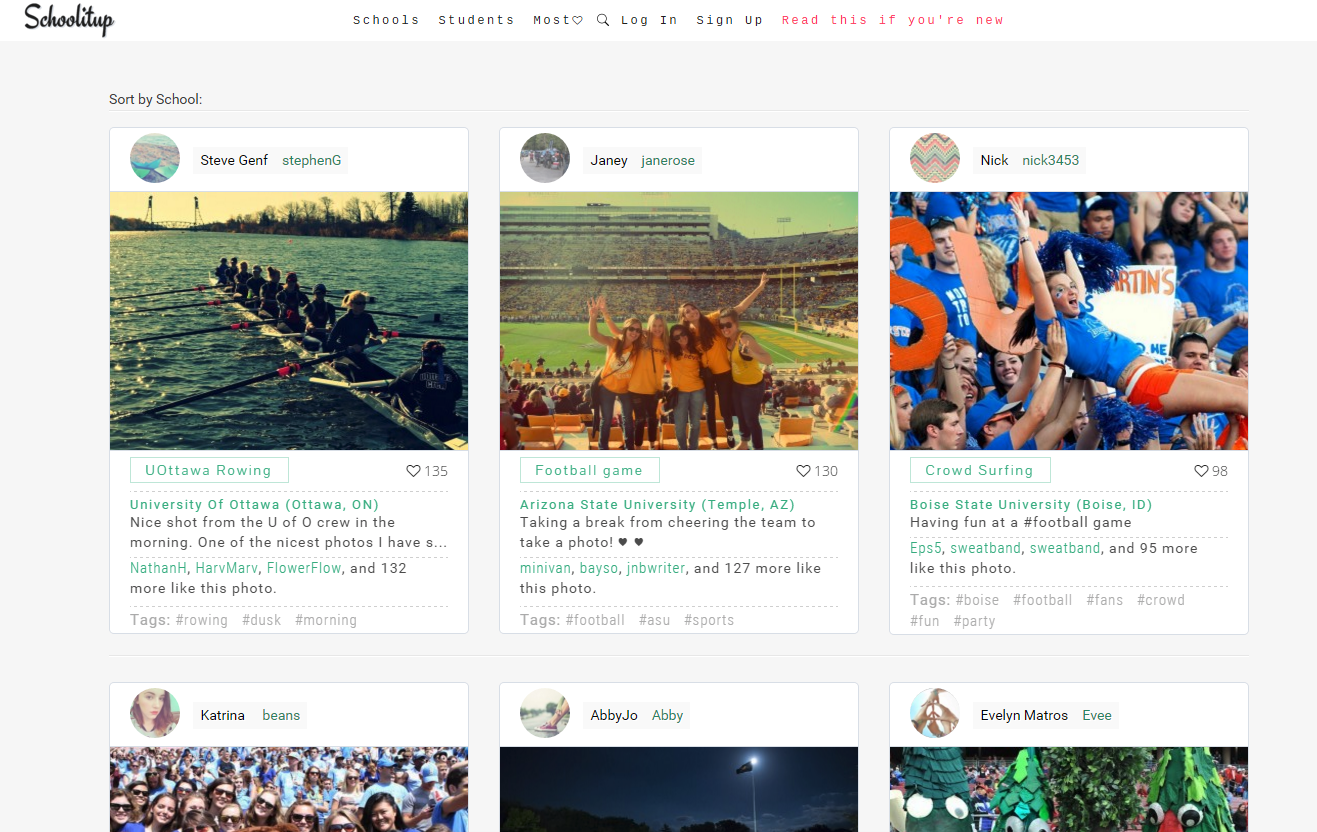 Schoolitup
Schools Students Most♡ Log In Sign Up Read this if you're new
Sort by School:
Steve Genf stephenG
UOttawa Rowing ♡ 135
University Of Ottawa (Ottawa, ON)
Nice shot from the U of O crew in the
morning. One of the nicest photos I have s...
NathanH, HarvMarv, FlowerFlow, and 132
more like this photo.
Tags: #rowing #dusk #morning
Janey janerose
Football game ♡ 130
Arizona State University (Temple, AZ)
Taking a break from cheering the team to
take a photo! ♥ ♥
minivan, bayso, jnbwriter, and 127 more like
this photo.
Tags: #football #asu #sports
Nick nick3453
ARTIN'S
Crowd Surfing ♡ 98
Boise State University (Boise, ID)
Having fun at a #football game
Eps5, sweatband, sweatband, and 95 more
like this photo.
Tags: #boise #football #fans #crowd
#fun #party
Katrina beans
AbbyJo Abby
Evelyn Matros Evee